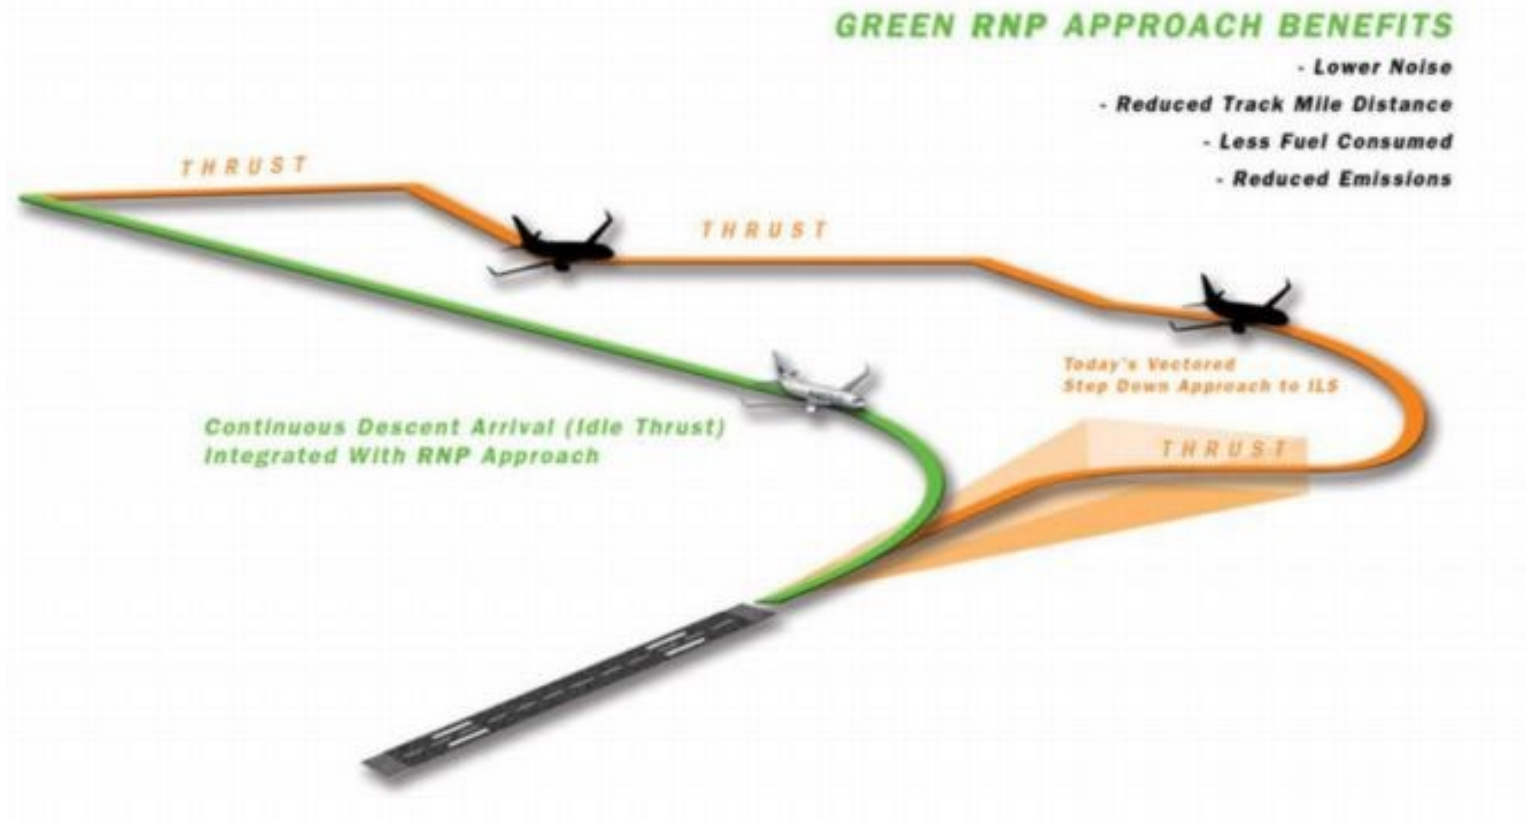 GREEN RNP APPROACH BENEFITS
- Lower Noise
- Reduced Track Mile Distance
- Less Fuel Consumed
- Reduced Emissions
THRUST
THRUST
Today's Vectored
Step Down Approach to ILS
Continuous Descent Arrival (Idle Thrust)
Integrated With RNP Approach
THRUST